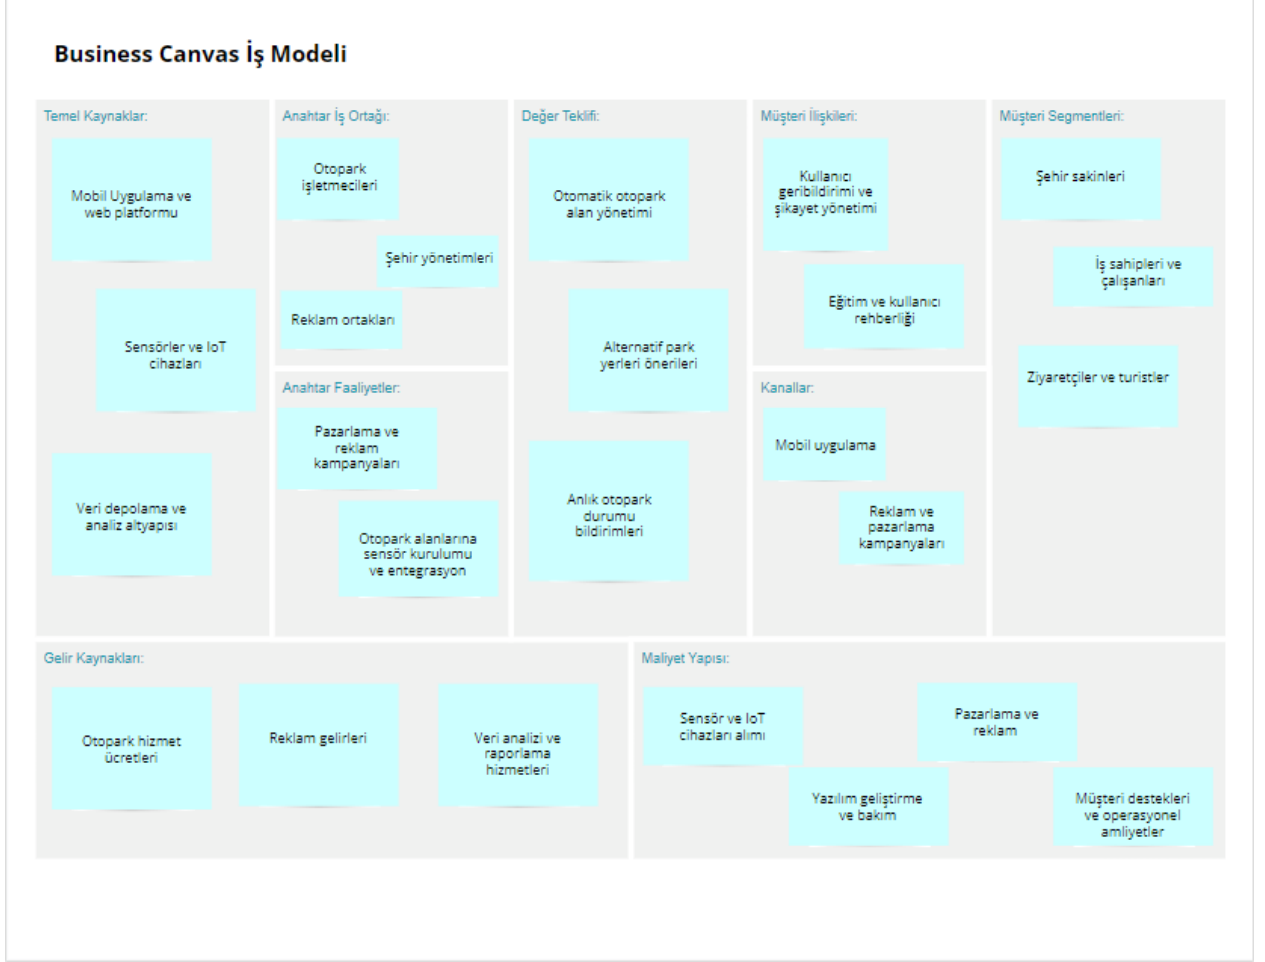 Business Canvas İş Modeli
Temel Kaynaklar:
Mobil Uygulama ve
web platformu
Sensörler ve IoT
cihazları
Veri depolama ve
analiz altyapısı
Anahtar İş Ortağı:
Otopark
işletmecileri
Şehir yönetimleri
Reklam ortakları
Anahtar Faaliyetler:
Pazarlama ve
reklam
kampanyaları
Otopark alanlarına
sensör kurulumu
ve entegrasyon
Değer Teklifi:
Otomatik otopark
alan yönetimi
Alternatif park
yerleri önerileri
Anlık otopark
durumu
bildirimleri
Müşteri İlişkileri:
Kullanıcı
geribildirimi ve
şikayet yönetimi
Eğitim ve kullanıcı
rehberliği
Kanallar:
Mobil uygulama
Reklam ve
pazarlama
kampanyaları
Müşteri Segmentleri:
Şehir sakinleri
İş sahipleri ve
çalışanları
Ziyaretçiler ve turistler
Gelir Kaynakları:
Otopark hizmet
ücretleri
Reklam gelirleri
Veri analizi ve
raporlama
hizmetleri
Maliyet Yapısı:
Sensör ve IoT
cihazları alımı
Pazarlama ve
reklam
Yazılım geliştirme
ve bakım
Müşteri destekleri
ve operasyonel
amliyetler